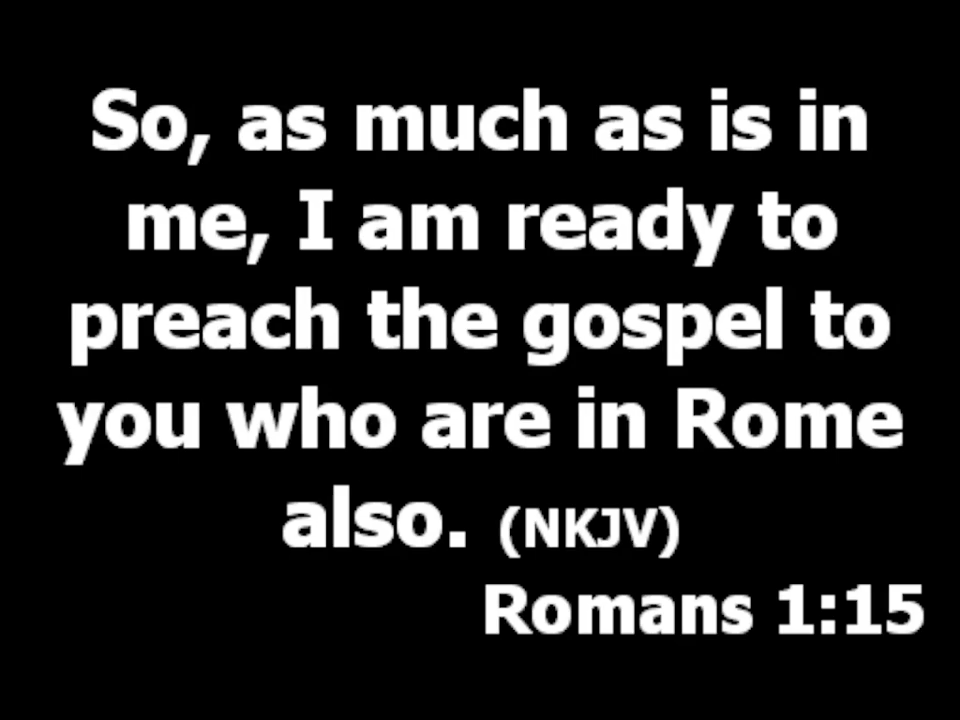 So, as much as is in
me, I am ready to
preach the gospel to
you who are in Rome
also. (NKJV)
Romans 1:15